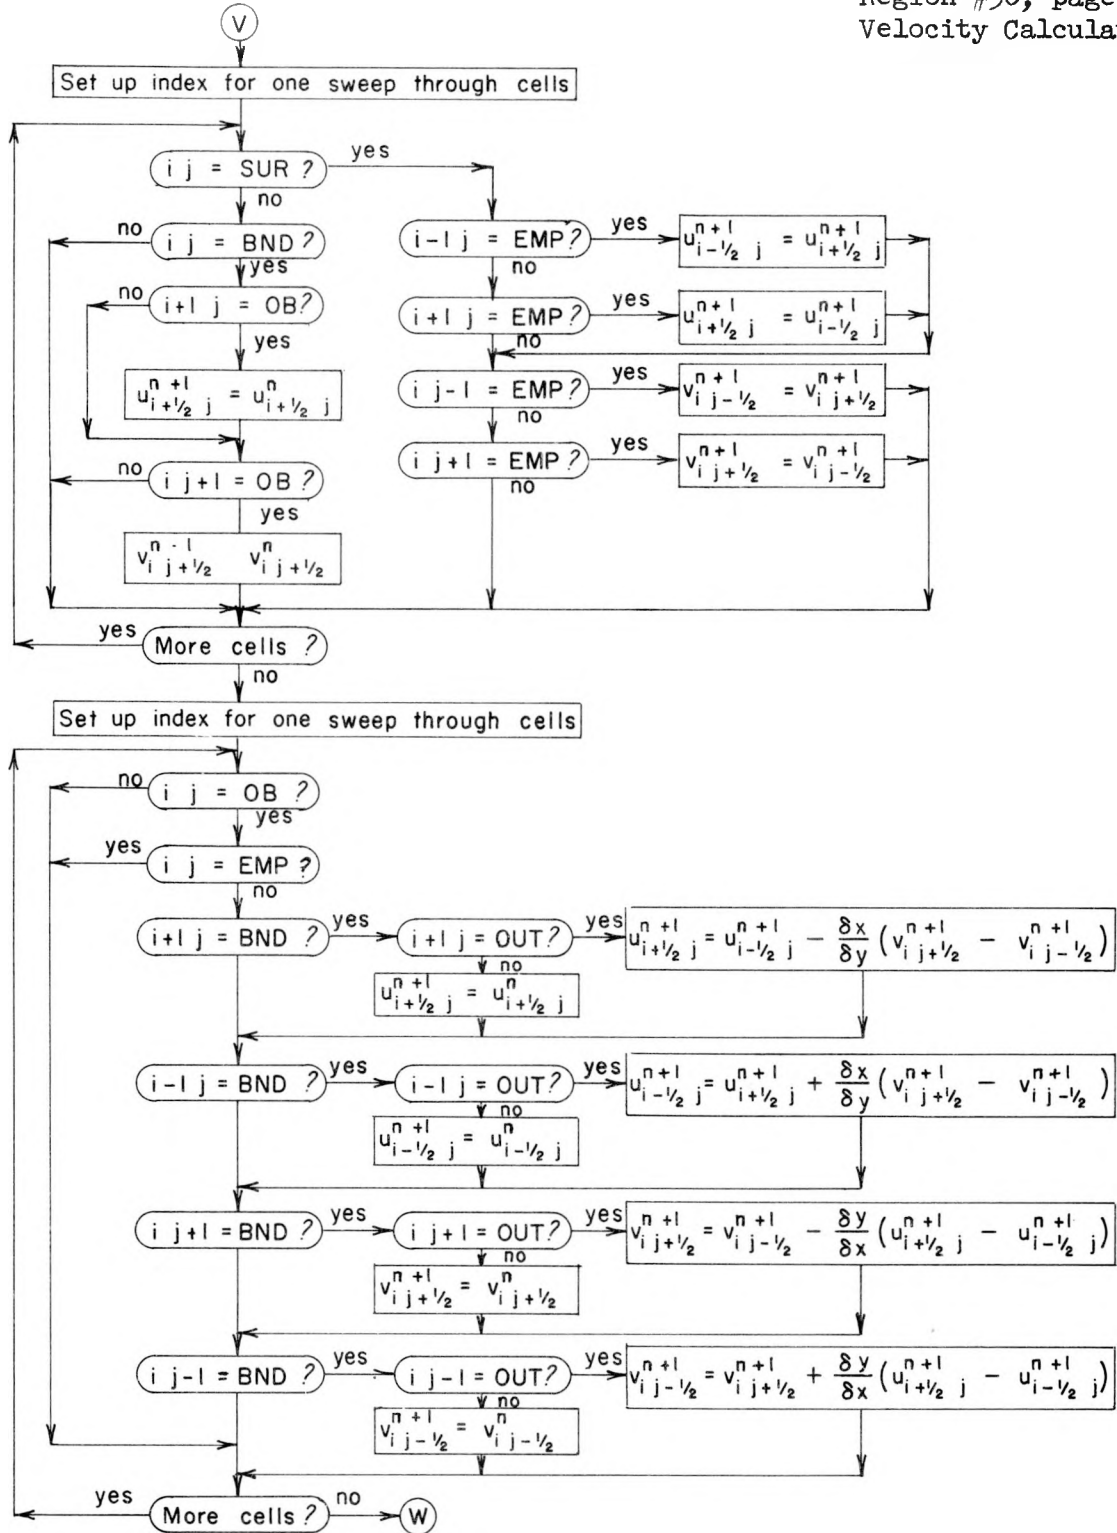 Region #30, page
Velocity Calcula
V
Set up index for one sweep through cells
i j = SUR ?
yes
no
i j = BND ?
no
yes
i+1 j = OB?
no
yes
u^{n+1}_{i+½ j} = u^{n}_{i+½ j}
i j+1 = OB?
no
yes
v^{n · 1}_{i j+½} v^{n}_{i j+½}
i-1 j = EMP?
yes
u^{n+1}_{i-½ j} = u^{n+1}_{i+½ j}
no
i+1 j = EMP?
yes
u^{n+1}_{i+½ j} = u^{n+1}_{i-½ j}
no
i j-1 = EMP?
yes
v^{n+1}_{i j-½} = v^{n+1}_{i j+½}
no
i j+1 = EMP?
yes
v^{n+1}_{i j+½} = v^{n+1}_{i j-½}
no
More cells ?
yes
no
Set up index for one sweep through cells
i j = OB ?
no
yes
i j = EMP ?
yes
no
i+1 j = BND ?
yes
i+1 j = OUT?
yes
u^{n+1}_{i+½ j} = u^{n+1}_{i-½ j} − δx/δy (v^{n+1}_{i j+½} − v^{n+1}_{i j-½})
no
u^{n+1}_{i+½ j} = u^{n}_{i+½ j}
i-1 j = BND ?
yes
i-1 j = OUT?
yes
u^{n+1}_{i-½ j} = u^{n+1}_{i+½ j} + δx/δy (v^{n+1}_{i j+½} − v^{n+1}_{i j-½})
no
u^{n+1}_{i-½ j} = u^{n}_{i-½ j}
i j+1 = BND ?
yes
i j+1 = OUT?
yes
v^{n+1}_{i j+½} = v^{n+1}_{i j-½} − δy/δx (u^{n+1}_{i+½ j} − u^{n+1}_{i-½ j})
no
v^{n+1}_{i j+½} = v^{n}_{i j+½}
i j-1 = BND ?
yes
i j-1 = OUT?
yes
v^{n+1}_{i j-½} = v^{n+1}_{i j+½} + δy/δx (u^{n+1}_{i+½ j} − u^{n+1}_{i-½ j})
no
v^{n+1}_{i j-½} = v^{n}_{i j-½}
More cells ?
yes
no
W